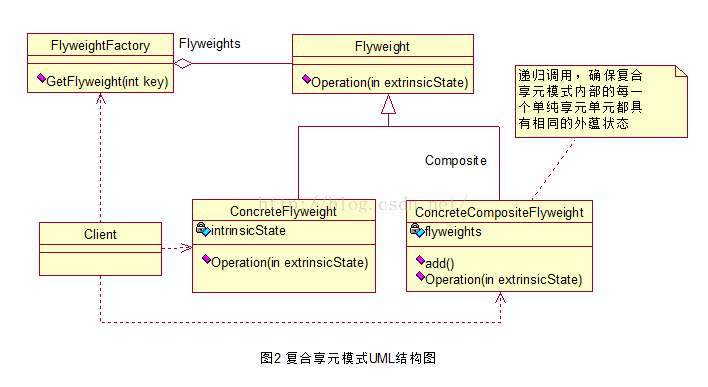 FlyweightFactory
GetFlyweight(int key)
Flyweights
Flyweight
Operation(in extrinsicState)
递归调用，确保复合
享元模式内部的每一
个单纯享元单元都具
有相同的外蕴状态
Composite
http://blog.csdn.net/
ConcreteFlyweight
intrinsicState
Operation(in extrinsicState)
ConcreteCompositeFlyweight
flyweights
add()
Operation(in extrinsicState)
Client
图2 复合享元模式UML结构图